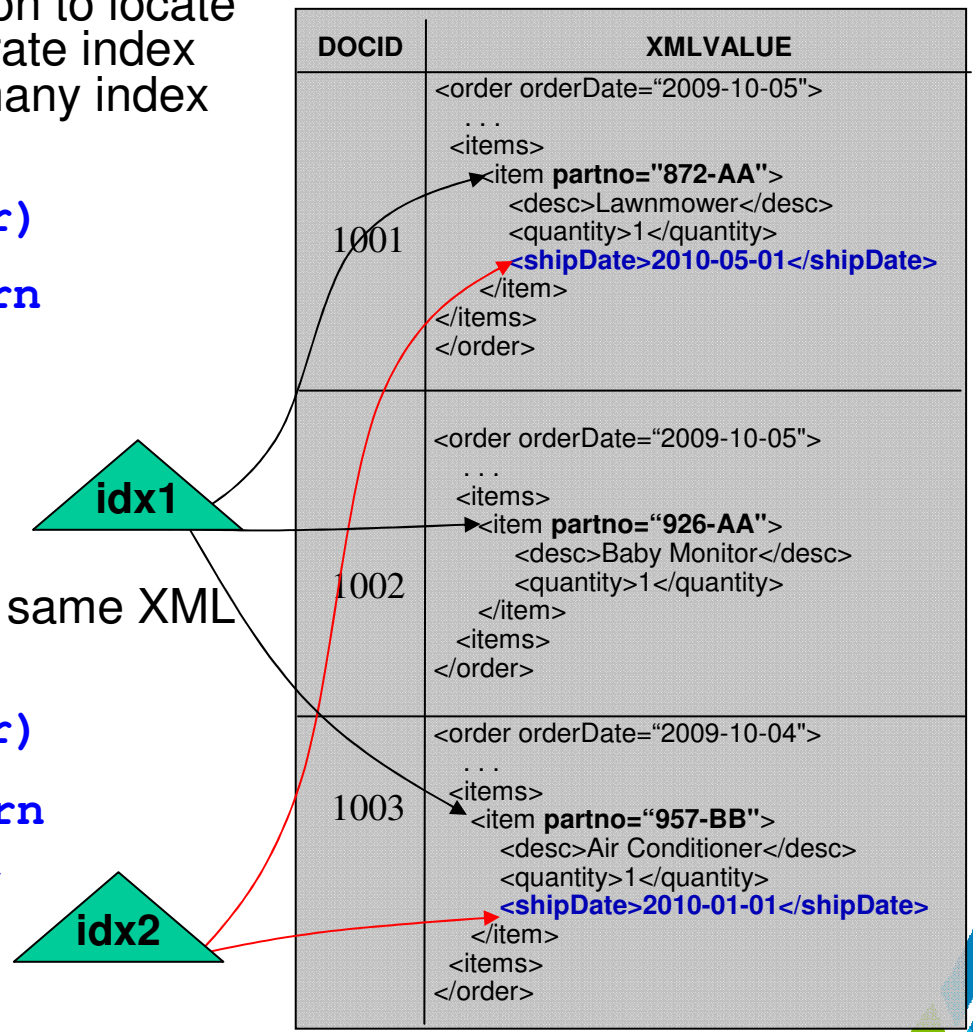 on to locate
rate index
many index
r)
rn
idx1
same XML
r)
rn
idx2
DOCID XMLVALUE
1001
<order orderDate=“2009-10-05">
. . .
<items>
<item partno="872-AA">
<desc>Lawnmower</desc>
<quantity>1</quantity>
<shipDate>2010-05-01</shipDate>
</item>
</items>
</order>
1002
<order orderDate=“2009-10-05">
. . .
<items>
<item partno=“926-AA">
<desc>Baby Monitor</desc>
<quantity>1</quantity>
</item>
<items>
</order>
1003
<order orderDate=“2009-10-04">
. . .
<items>
<item partno=“957-BB">
<desc>Air Conditioner</desc>
<quantity>1</quantity>
<shipDate>2010-01-01</shipDate>
</item>
<items>
</order>